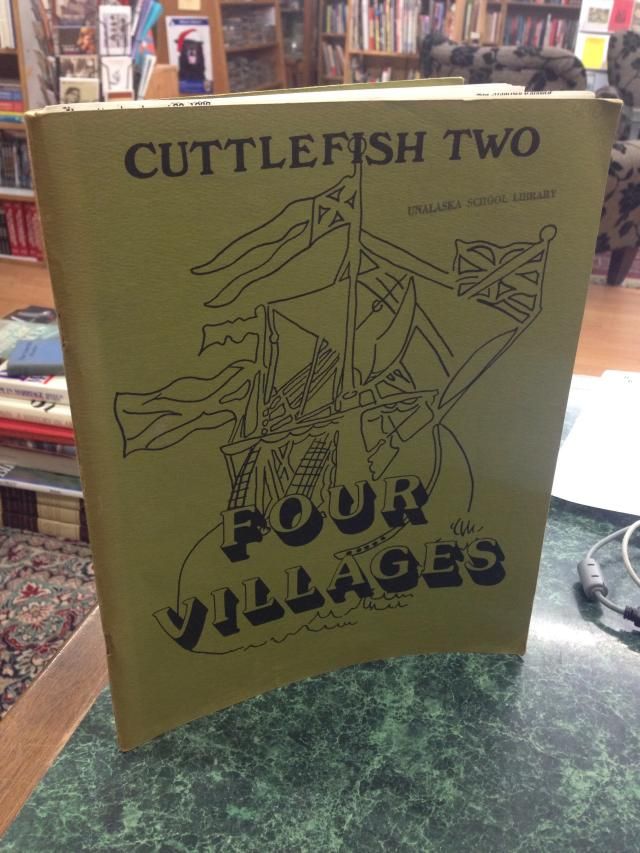 CUTTLEFISH TWO
UNALASKA SCHOOL LIBRARY
FOUR
VILLAGES